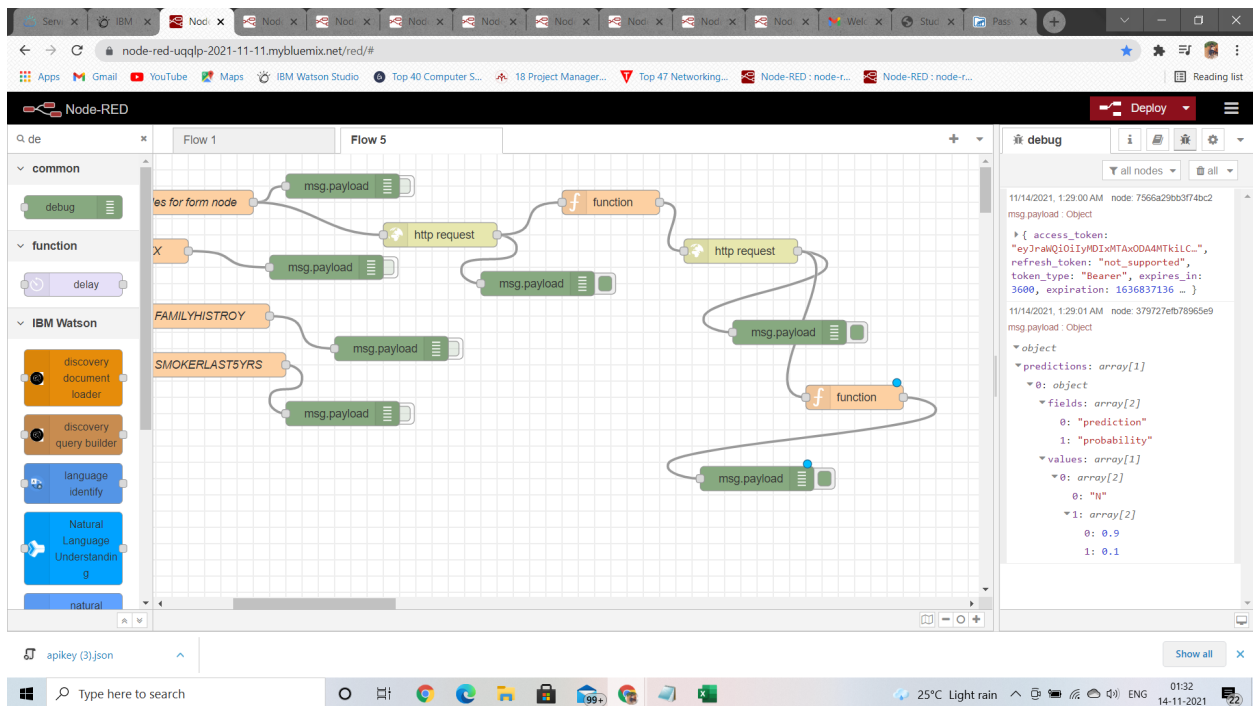 Servi
IBM
Node
Node
Node
Node
Node
Node
Node
Node
Node
Welc
Stud
Pass
node-red-uqqlp-2021-11-11.mybluemix.net/red/#
Apps
Gmail
YouTube
Maps
IBM Watson Studio
Top 40 Computer S...
18 Project Manager...
Top 47 Networking...
Node-RED : node-r...
Node-RED : node-r...
Reading list
Node-RED
Deploy
de
Flow 1
Flow 5
debug
i
all nodes
all
common
debug
function
delay
IBM Watson
discovery
document
loader
discovery
query builder
language
identify
Natural
Language
Understandin
g
natural
les for form node
msg.payload
http request
X
msg.payload
function
msg.payload
http request
FAMILYHISTROY
msg.payload
msg.payload
SMOKERLAST5YRS
msg.payload
function
msg.payload
11/14/2021, 1:29:00 AM node: 7566a29bb3f74bc2
msg.payload : Object
{ access_token:
"eyJraWQiOiIyMDIxMTAxODA4MTkiLC…",
refresh_token: "not_supported",
token_type: "Bearer", expires_in:
3600, expiration: 1636837136 … }
11/14/2021, 1:29:01 AM node: 379727efb78965e9
msg.payload : Object
object
predictions: array[1]
0: object
fields: array[2]
0: "prediction"
1: "probability"
values: array[1]
0: array[2]
0: "N"
1: array[2]
0: 0.9
1: 0.1
apikey (3).json
Show all
Type here to search
99+
25°C Light rain
ENG
01:32
14-11-2021
22